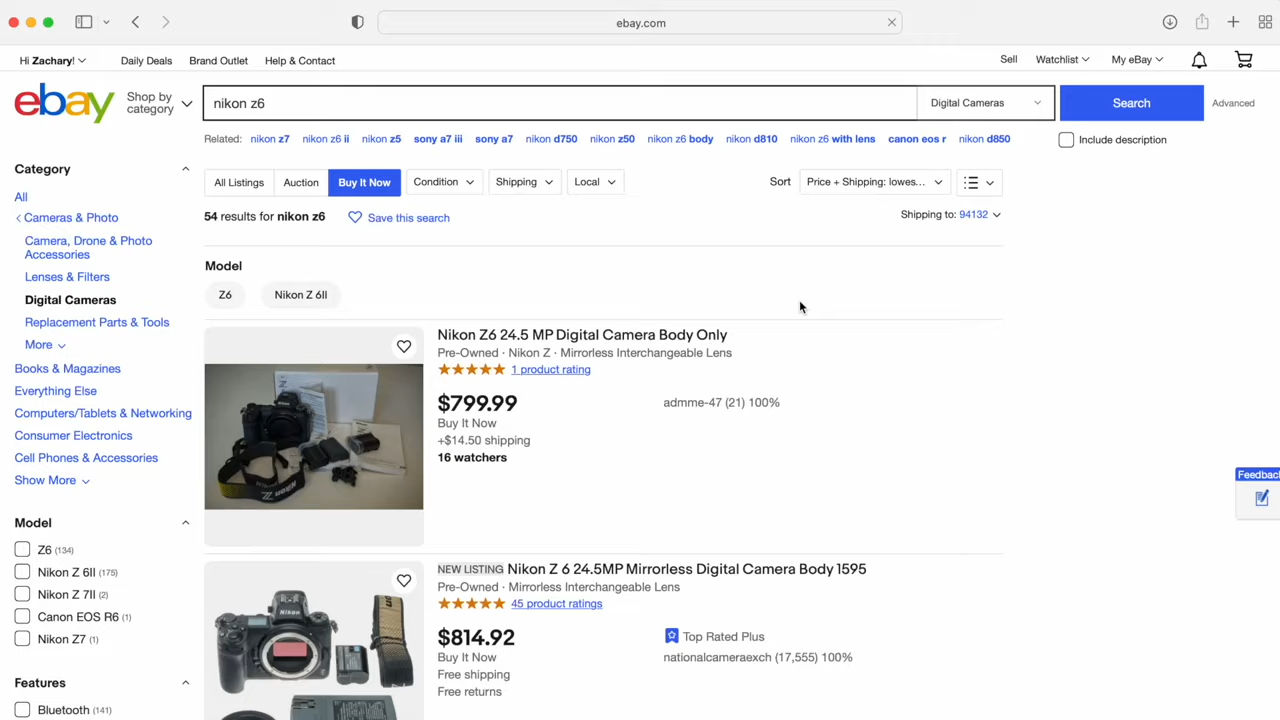 ebay.com
Hi Zachary!
Daily Deals
Brand Outlet
Help & Contact
Sell
Watchlist
My eBay
ebay
Shop by
category
nikon z6
Digital Cameras
Search
Advanced
Related: nikon z7 nikon z6 ii nikon z5 sony a7 iii sony a7 nikon d750 nikon z50 nikon z6 body nikon d810 nikon z6 with lens canon eos r nikon d850
Include description
Category
All
Cameras & Photo
Camera, Drone & Photo
Accessories
Lenses & Filters
Digital Cameras
Replacement Parts & Tools
More
Books & Magazines
Everything Else
Computers/Tablets & Networking
Consumer Electronics
Cell Phones & Accessories
Show More
Model
Z6 (134)
Nikon Z 6II (175)
Nikon Z 7II (2)
Canon EOS R6 (1)
Nikon Z7 (1)
Features
Bluetooth (141)
All Listings
Auction
Buy It Now
Condition
Shipping
Local
Sort
Price + Shipping: lowes...
54 results for nikon z6
Save this search
Shipping to: 94132
Model
Z6
Nikon Z 6II
Nikon Z6 24.5 MP Digital Camera Body Only
Pre-Owned · Nikon Z · Mirrorless Interchangeable Lens
1 product rating
$799.99
admme-47 (21) 100%
Buy It Now
+$14.50 shipping
16 watchers
NEW LISTING Nikon Z 6 24.5MP Mirrorless Digital Camera Body 1595
Pre-Owned · Mirrorless Interchangeable Lens
45 product ratings
$814.92
Top Rated Plus
Buy It Now
nationalcameraexch (17,555) 100%
Free shipping
Free returns
Feedback